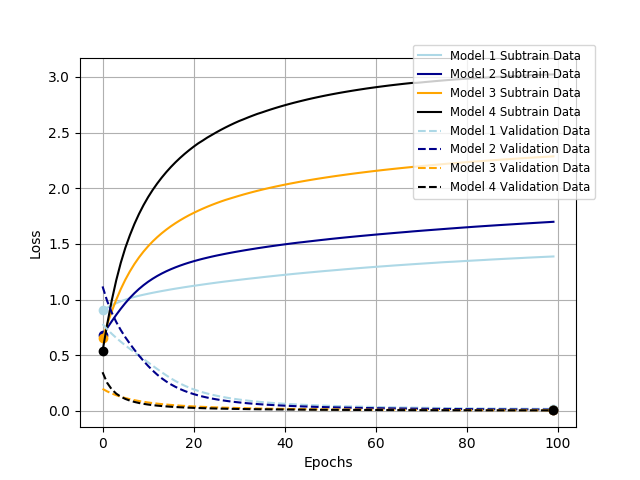 Model 1 Subtrain Data
Model 2 Subtrain Data
Model 3 Subtrain Data
Model 4 Subtrain Data
Model 1 Validation Data
Model 2 Validation Data
Model 3 Validation Data
Model 4 Validation Data
3.0
2.5
2.0
1.5
1.0
0.5
0.0
Loss
0 20 40 60 80 100
Epochs